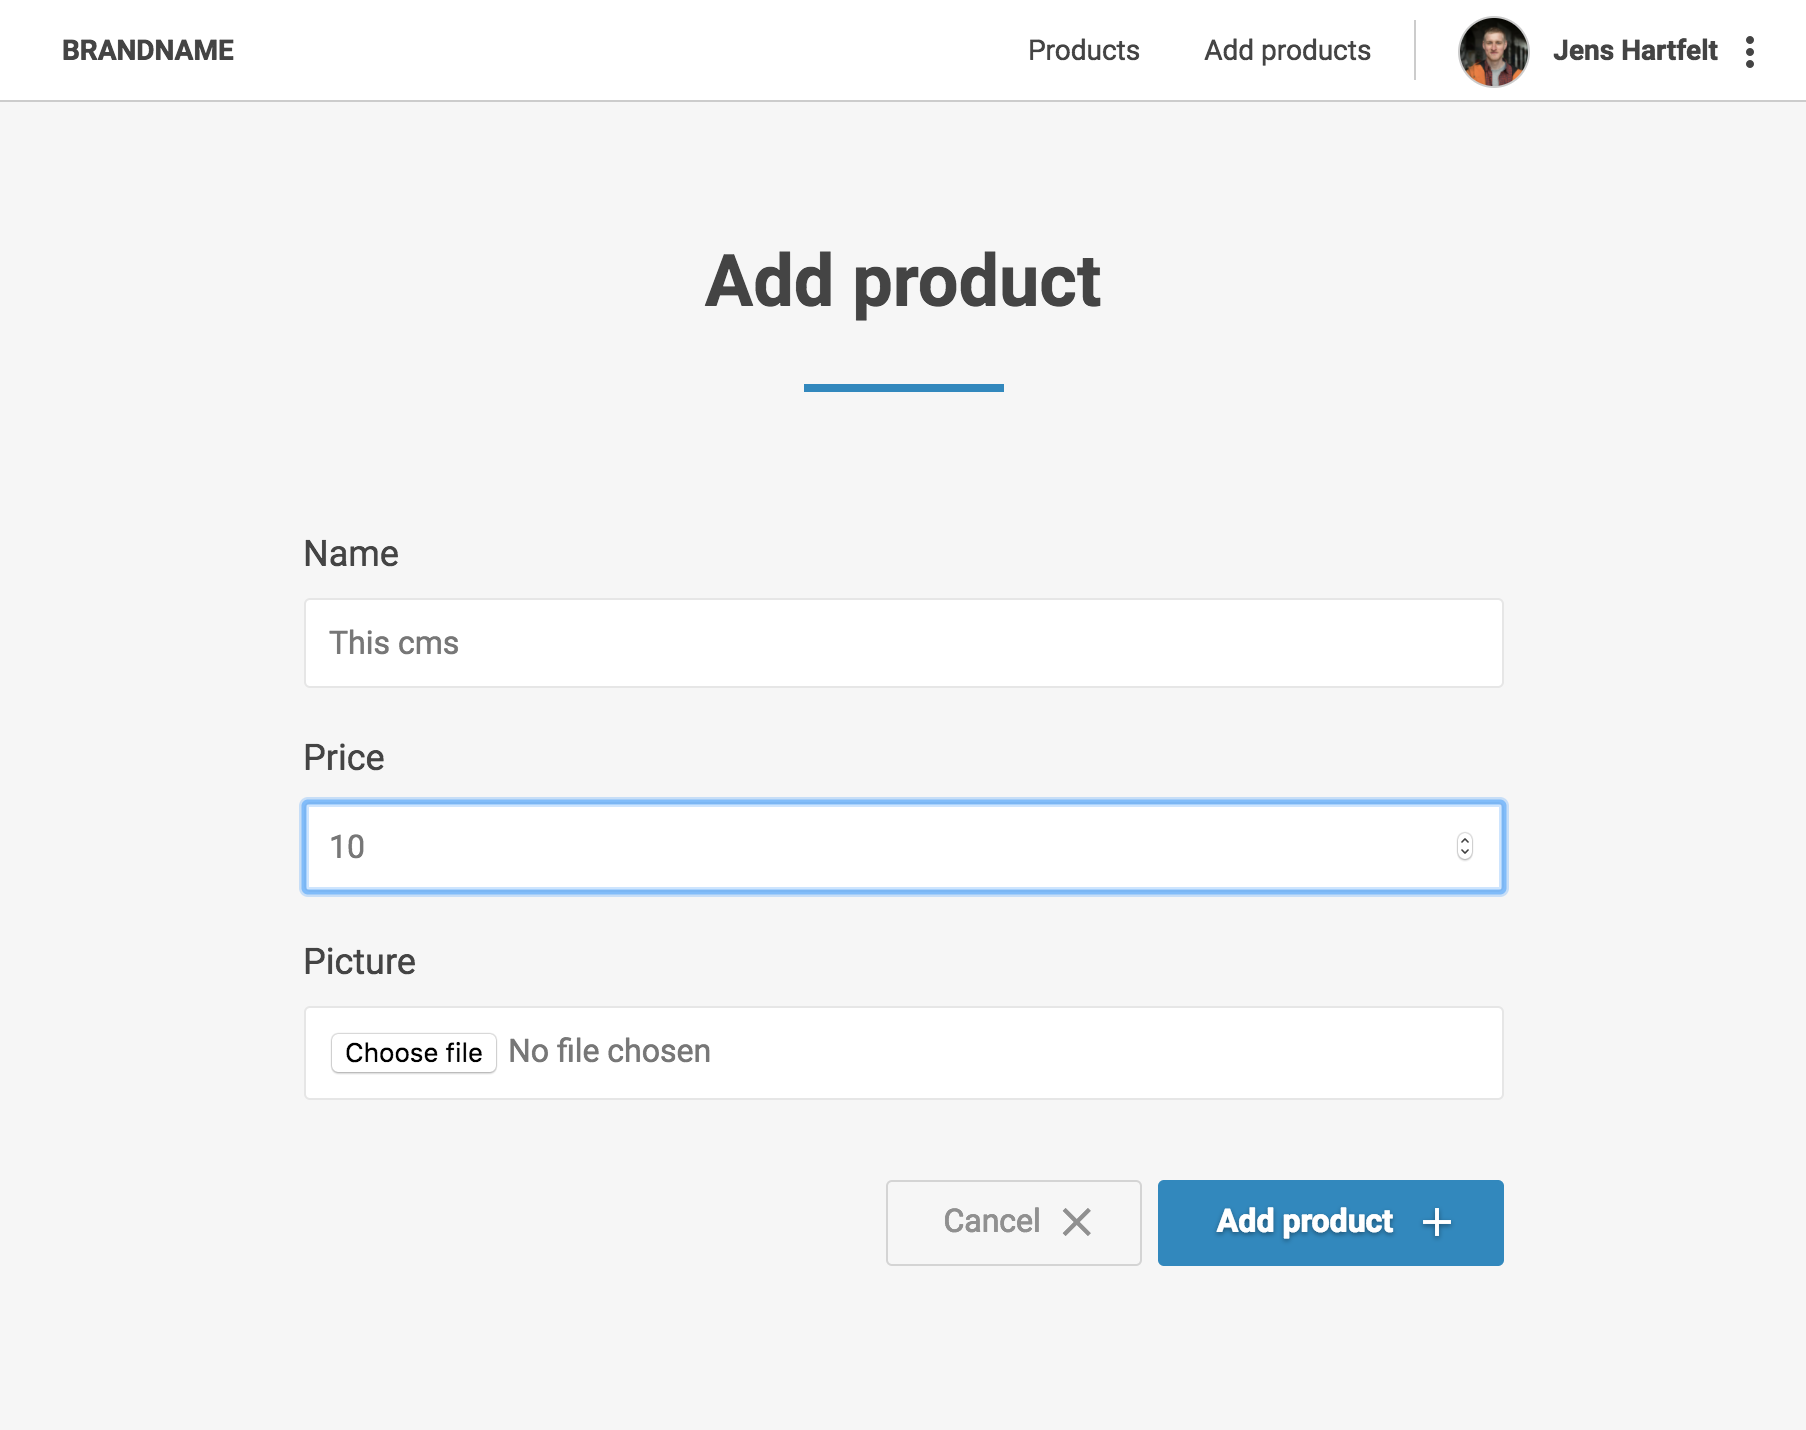 BRANDNAME Products Add products Jens Hartfelt
Add product
Name
This cms
Price
10
Picture
Choose file No file chosen
Cancel Add product